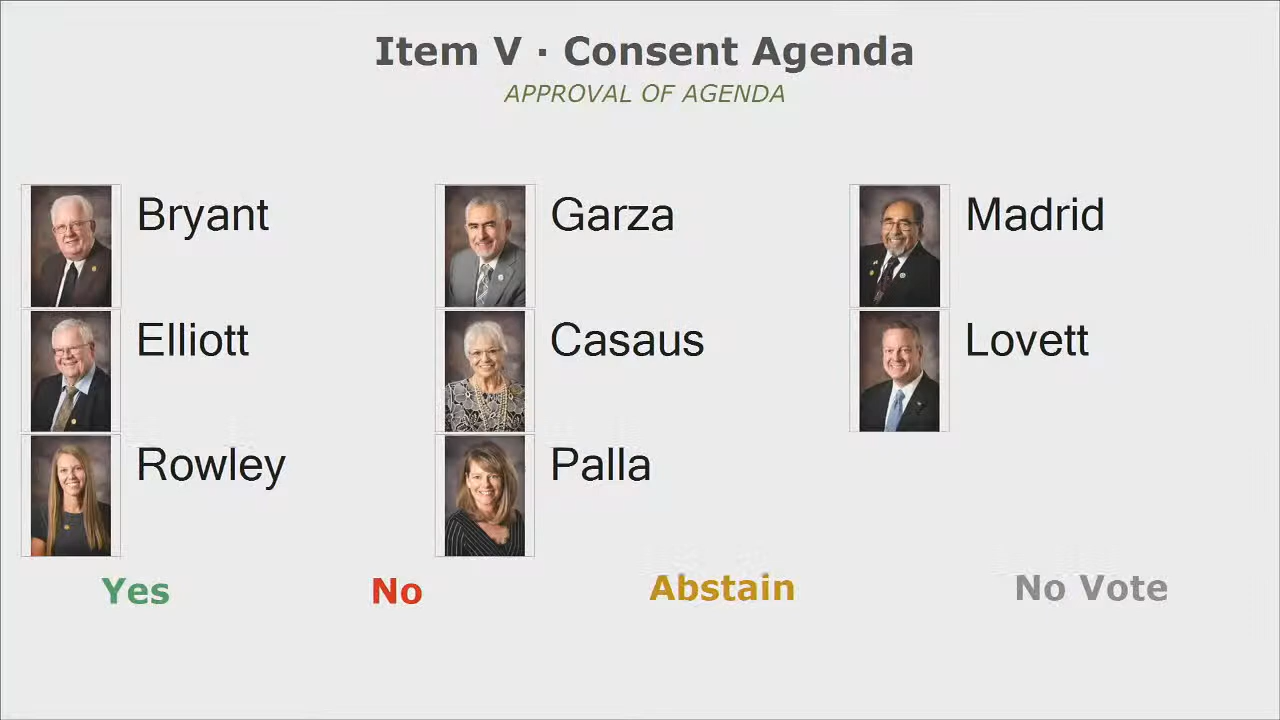 Item V · Consent Agenda
APPROVAL OF AGENDA
Bryant
Garza
Madrid
Elliott
Casaus
Lovett
Rowley
Palla
Yes
No
Abstain
No Vote